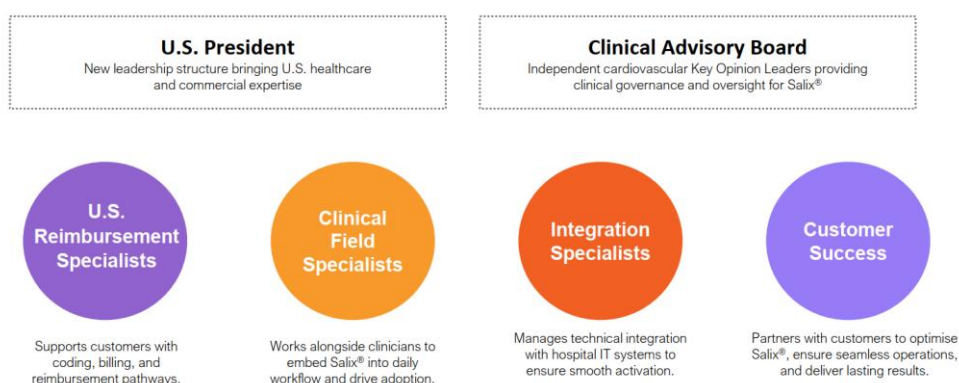 U.S. President
New leadership structure bringing U.S. healthcare
and commercial expertise
Clinical Advisory Board
Independent cardiovascular Key Opinion Leaders providing
clinical governance and oversight for Salix®
U.S.
Reimbursement
Specialists
Supports customers with
coding, billing, and
reimbursement pathways.
Clinical
Field
Specialists
Works alongside clinicians to
embed Salix® into daily
workflow and drive adoption.
Integration
Specialists
Manages technical integration
with hospital IT systems to
ensure smooth activation.
Customer
Success
Partners with customers to optimise
Salix®, ensure seamless operations,
and deliver lasting results.